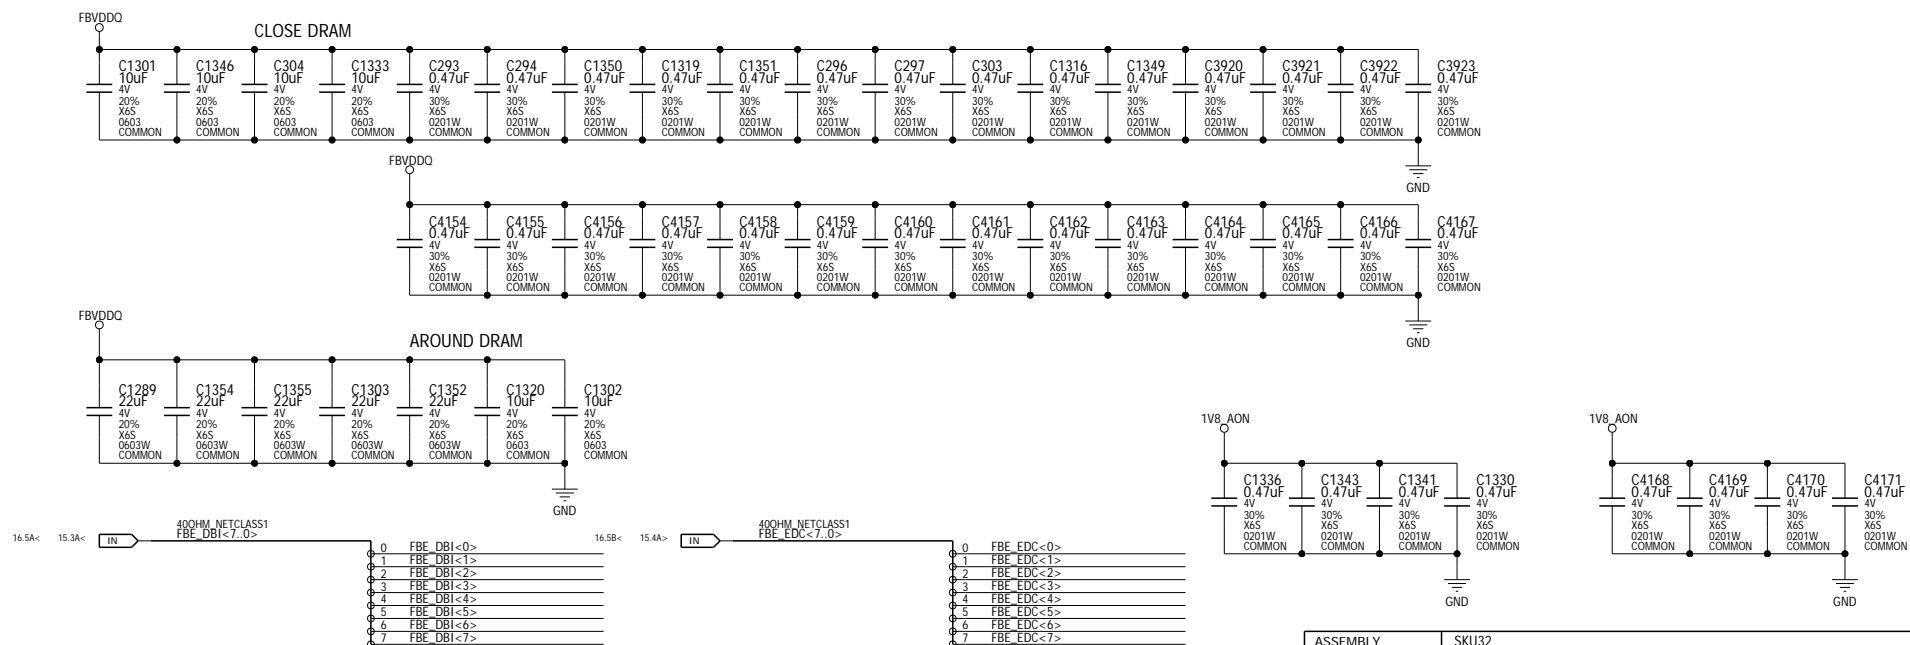 FBVDDQ
CLOSE DRAM
C1301 C1346 C304 C1333 C293 C294 C1350 C1319 C1351 C296 C297 C303 C1316 C1349 C3920 C3921 C3922 C3923
10uF 10uF 10uF 10uF 0.47uF 0.47uF 0.47uF 0.47uF 0.47uF 0.47uF 0.47uF 0.47uF 0.47uF 0.47uF 0.47uF 0.47uF 0.47uF 0.47uF
4V 4V 4V 4V 4V 4V 4V 4V 4V 4V 4V 4V 4V 4V 4V 4V 4V 4V
20% 20% 20% 20% 30% 30% 30% 30% 30% 30% 30% 30% 30% 30% 30% 30% 30% 30%
X6S X6S X6S X6S X6S X6S X6S X6S X6S X6S X6S X6S X6S X6S X6S X6S X6S X6S
0603 0603 0603 0603 0201W 0201W 0201W 0201W 0201W 0201W 0201W 0201W 0201W 0201W 0201W 0201W 0201W 0201W
COMMON COMMON COMMON COMMON COMMON COMMON COMMON COMMON COMMON COMMON COMMON COMMON COMMON COMMON COMMON COMMON COMMON COMMON
GND
FBVDDQ
C4154 C4155 C4156 C4157 C4158 C4159 C4160 C4161 C4162 C4163 C4164 C4165 C4166 C4167
0.47uF 0.47uF 0.47uF 0.47uF 0.47uF 0.47uF 0.47uF 0.47uF 0.47uF 0.47uF 0.47uF 0.47uF 0.47uF 0.47uF
4V 4V 4V 4V 4V 4V 4V 4V 4V 4V 4V 4V 4V 4V
30% 30% 30% 30% 30% 30% 30% 30% 30% 30% 30% 30% 30% 30%
X6S X6S X6S X6S X6S X6S X6S X6S X6S X6S X6S X6S X6S X6S
0201W 0201W 0201W 0201W 0201W 0201W 0201W 0201W 0201W 0201W 0201W 0201W 0201W 0201W
COMMON COMMON COMMON COMMON COMMON COMMON COMMON COMMON COMMON COMMON COMMON COMMON COMMON COMMON
GND
FBVDDQ
AROUND DRAM
C1289 C1354 C1355 C1303 C1352 C1320 C1302
22uF 22uF 22uF 22uF 22uF 10uF 10uF
4V 4V 4V 4V 4V 4V 4V
20% 20% 20% 20% 20% 20% 20%
X6S X6S X6S X6S X6S X6S X6S
0603W 0603W 0603W 0603W 0603W 0603 0603
COMMON COMMON COMMON COMMON COMMON COMMON COMMON
GND
1V8_AON
C1336 C1343 C1341 C1330
0.47uF 0.47uF 0.47uF 0.47uF
4V 4V 4V 4V
30% 30% 30% 30%
X6S X6S X6S X6S
0201W 0201W 0201W 0201W
COMMON COMMON COMMON COMMON
GND
1V8_AON
C4168 C4169 C4170 C4171
0.47uF 0.47uF 0.47uF 0.47uF
4V 4V 4V 4V
30% 30% 30% 30%
X6S X6S X6S X6S
0201W 0201W 0201W 0201W
COMMON COMMON COMMON COMMON
GND
40OHM_NETCLASS1
16.5A< 15.3A< IN FBE_DBI<7..0>
0 FBE_DBI<0>
1 FBE_DBI<1>
2 FBE_DBI<2>
3 FBE_DBI<3>
4 FBE_DBI<4>
5 FBE_DBI<5>
6 FBE_DBI<6>
7 FBE_DBI<7>
40OHM_NETCLASS1
16.5B< 15.4A> IN FBE_EDC<7..0>
0 FBE_EDC<0>
1 FBE_EDC<1>
2 FBE_EDC<2>
3 FBE_EDC<3>
4 FBE_EDC<4>
5 FBE_EDC<5>
6 FBE_EDC<6>
7 FBE_EDC<7>
ASSEMBLY SKU32